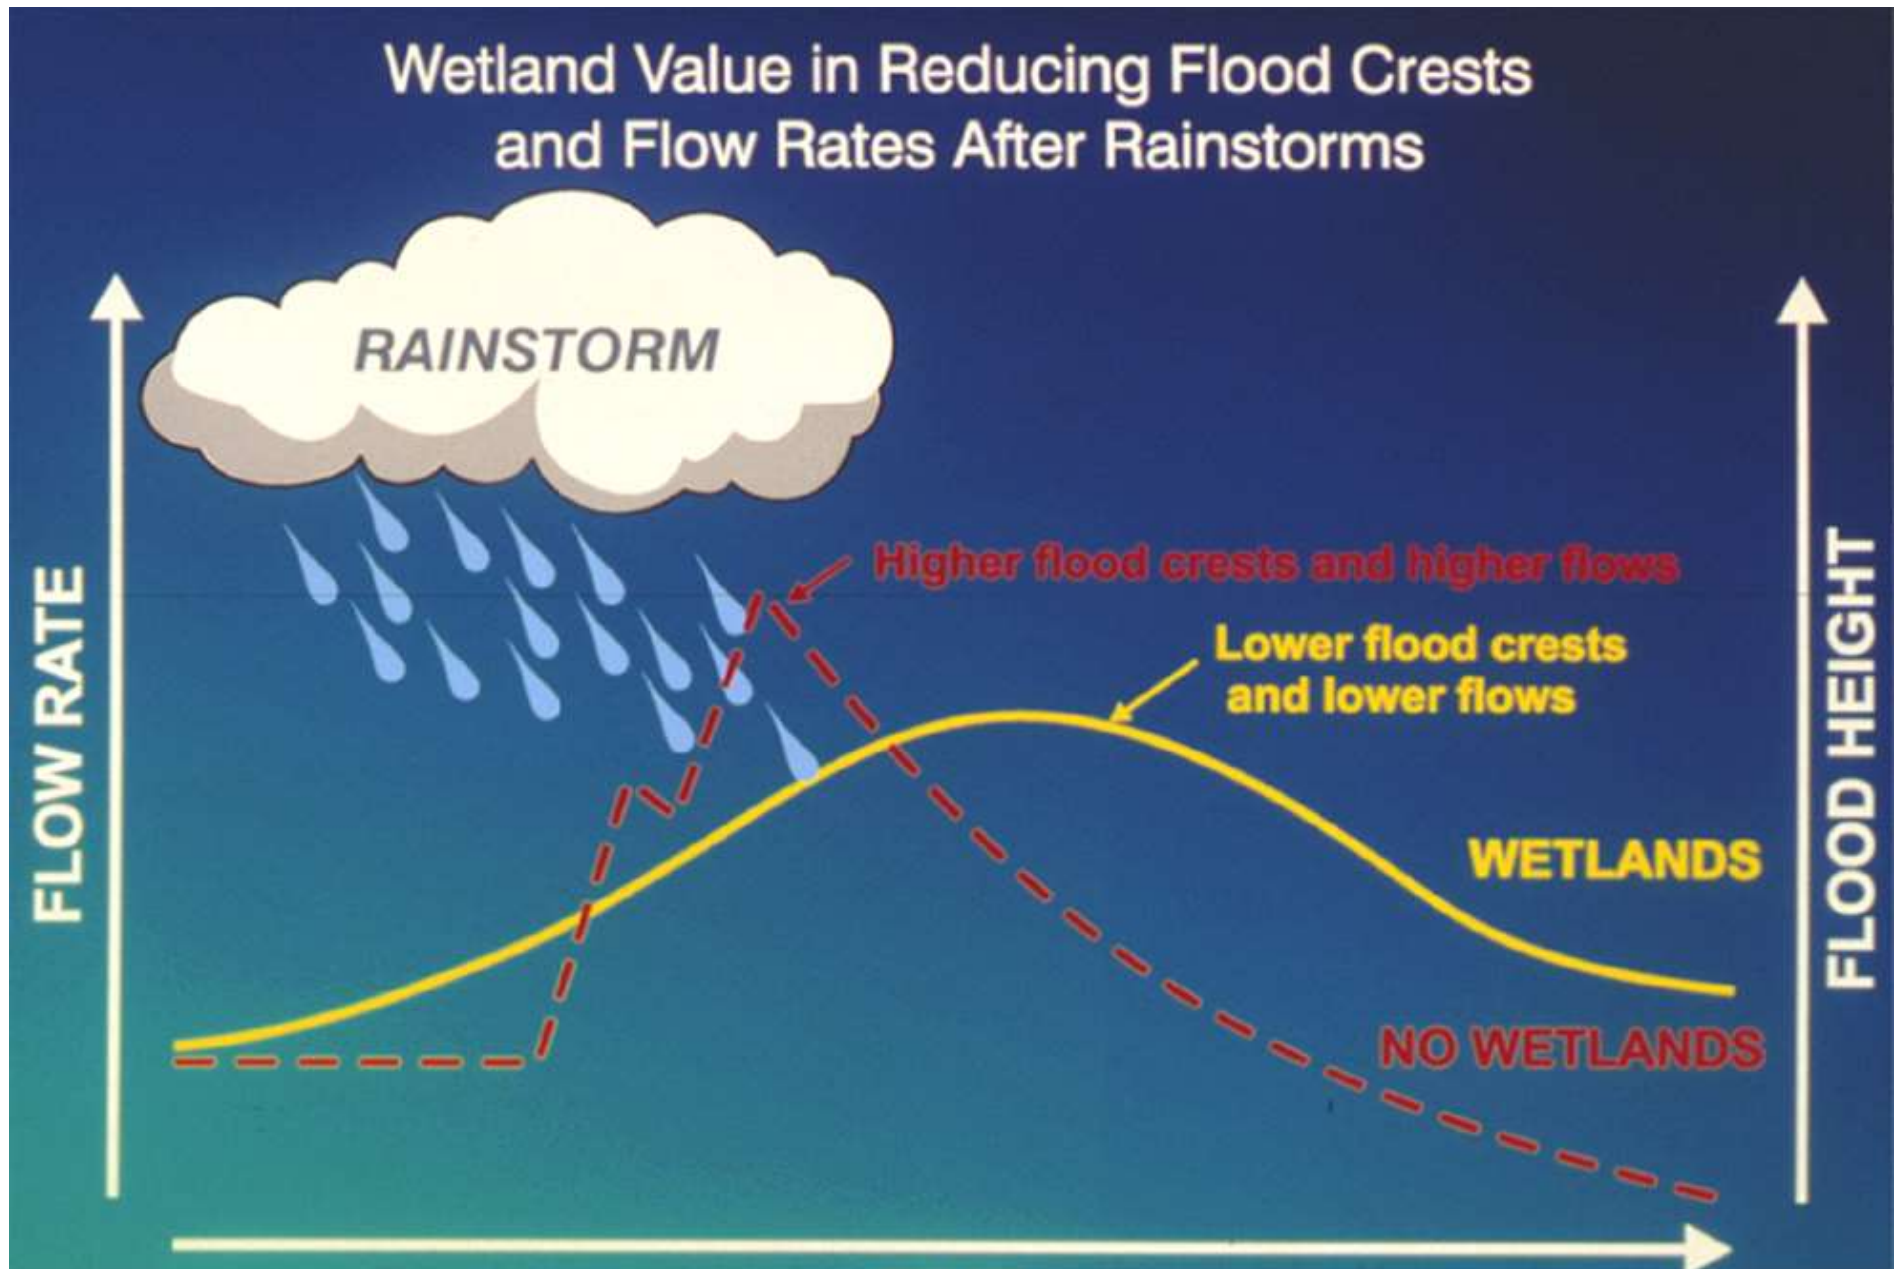 Wetland Value in Reducing Flood Crests
and Flow Rates After Rainstorms
RAINSTORM
FLOW RATE
Higher flood crests and higher flows
Lower flood crests
and lower flows
WETLANDS
NO WETLANDS
FLOOD HEIGHT